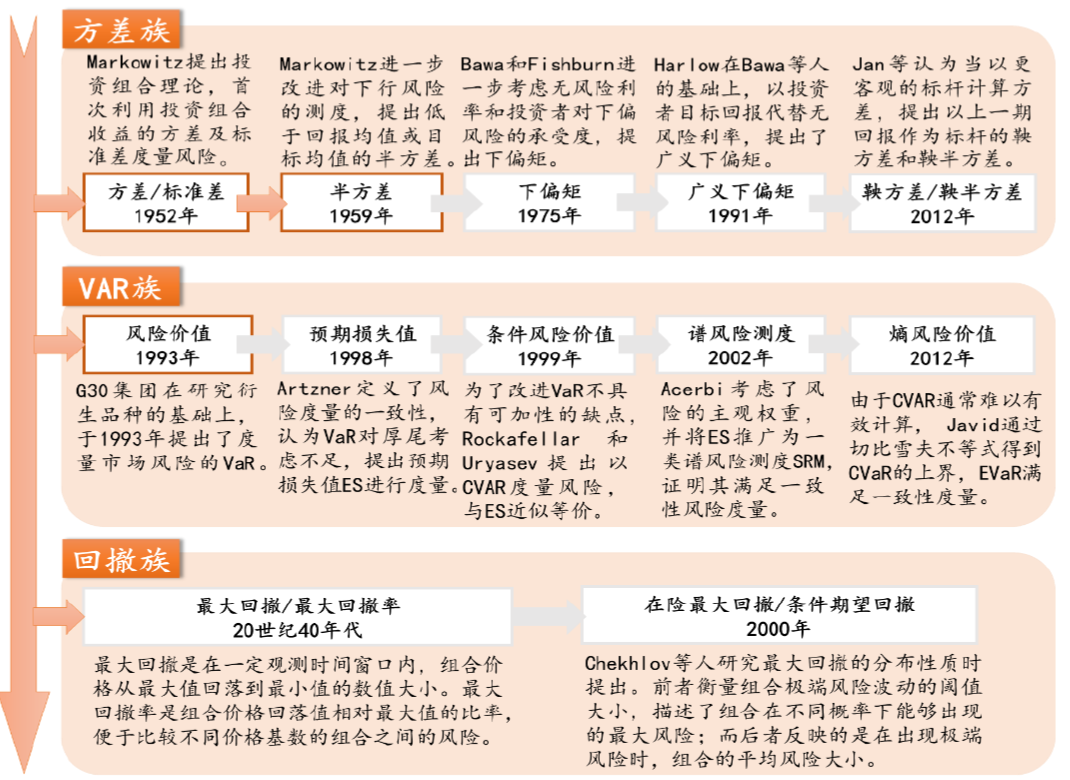 方差族
Markowitz提出投
资组合理论，首
次利用投资组合
收益的方差及标
准差度量风险。
Markowitz进一步
改进对下行风险
的测度，提出低
于回报均值或目
标均值的半方差。
Bawa和Fishburn进
一步考虑无风险利
率和投资者对下偏
风险的承受度，提
出下偏矩。
Harlow在Bawa等人
的基础上，以投资
者目标回报代替无
风险利率，提出了
广义下偏矩。
Jan等认为当以更
客观的标杆计算方
差，提出以上一期
回报作为标杆的鞅
方差和鞅半方差。
方差/标准差
1952年
半方差
1959年
下偏矩
1975年
广义下偏矩
1991年
鞅方差/鞅半方差
2012年
VAR族
风险价值
1993年
预期损失值
1998年
条件风险价值
1999年
谱风险测度
2002年
熵风险价值
2012年
G30集团在研究衍
生品种的基础上，
于1993年提出了度
量市场风险的VaR。
Artzner定义了风
险度量的一致性，
认为VaR对厚尾考
虑不足，提出预期
损失值ES进行度量。
为了改进VaR不具
有可加性的缺点，
Rockafellar 和
Uryasev 提出以
CVAR度量风险，
与ES近似等价。
Acerbi考虑了风
险的主观权重，
并将ES推广为一
类谱风险测度SRM，
证明其满足一致
性风险度量。
由于CVAR通常难以有
效计算， Javid通过
切比雪夫不等式得到
CVaR的上界，EVaR满
足一致性度量。
回撤族
最大回撤/最大回撤率
20世纪40年代
在险最大回撤/条件期望回撤
2000年
最大回撤是在一定观测时间窗口内，组合价
格从最大值回落到最小值的数值大小。最大
回撤率是组合价格回落值相对最大值的比率，
便于比较不同价格基数的组合之间的风险。
Chekhlov等人研究最大回撤的分布性质时
提出。前者衡量组合极端风险波动的阈值
大小，描述了组合在不同概率下能够出现
的最大风险；而后者反映的是在出现极端
风险时，组合的平均风险大小。